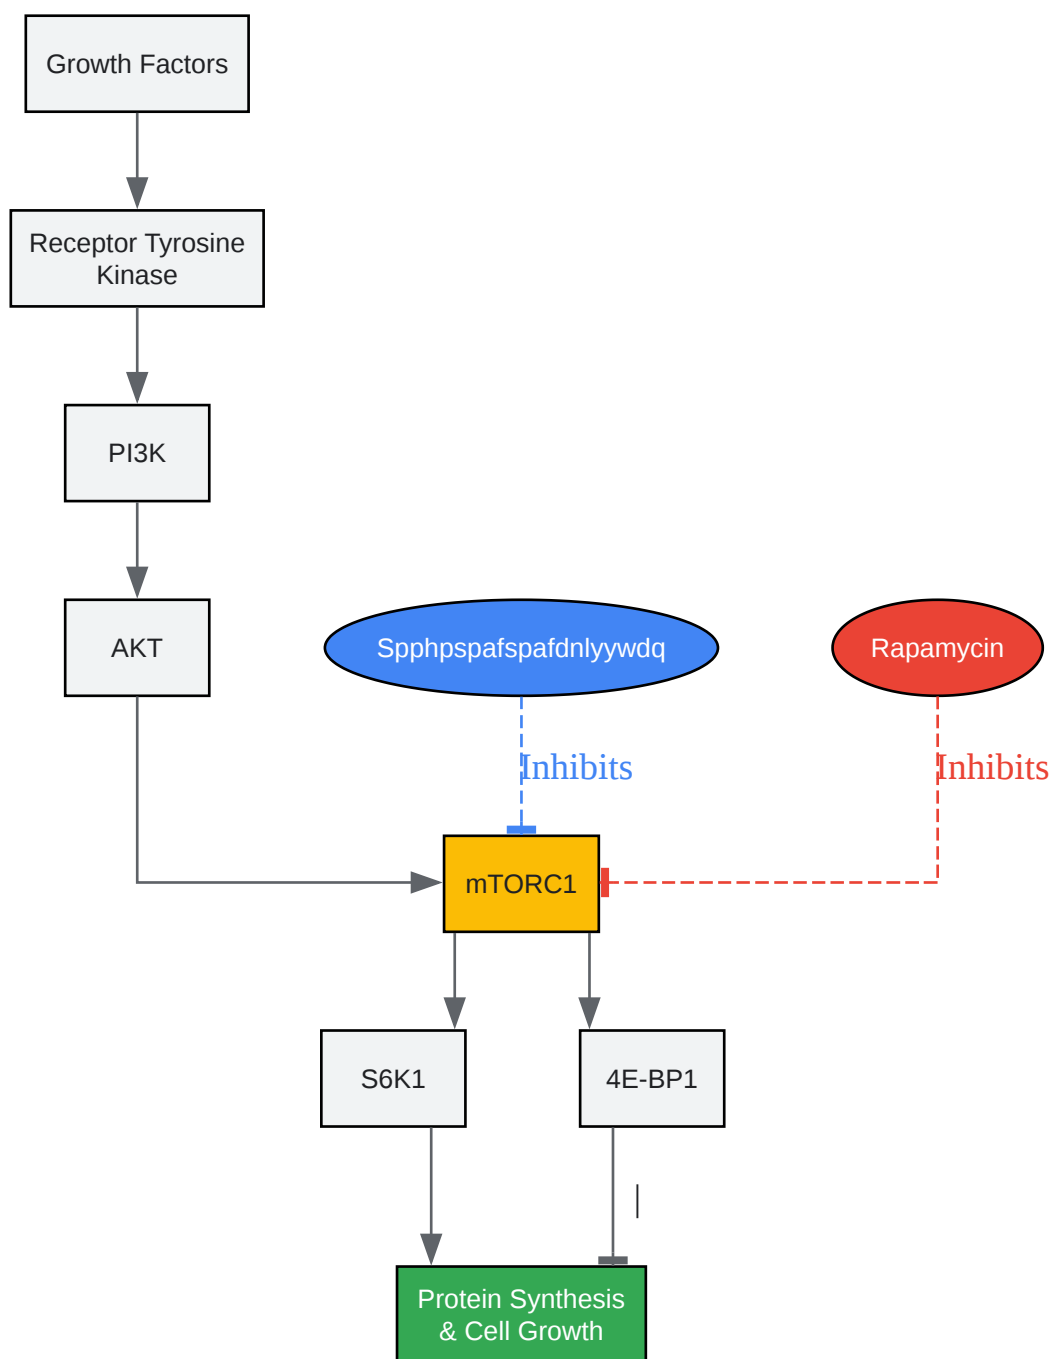 Growth Factors
Receptor Tyrosine
Kinase
PI3K
AKT
Spphpspafspafdnlyywdq
Rapamycin
Inhibits
Inhibits
mTORC1
S6K1
4E-BP1
|
Protein Synthesis
& Cell Growth